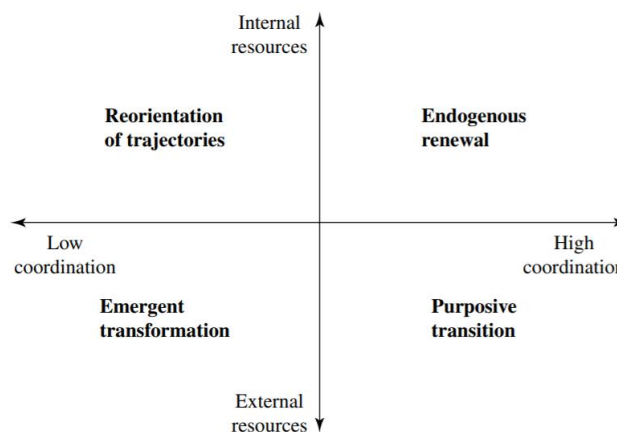 Internal
resources
Reorientation
of trajectories
Endogenous
renewal
Low
coordination
High
coordination
Emergent
transformation
Purposive
transition
External
resources